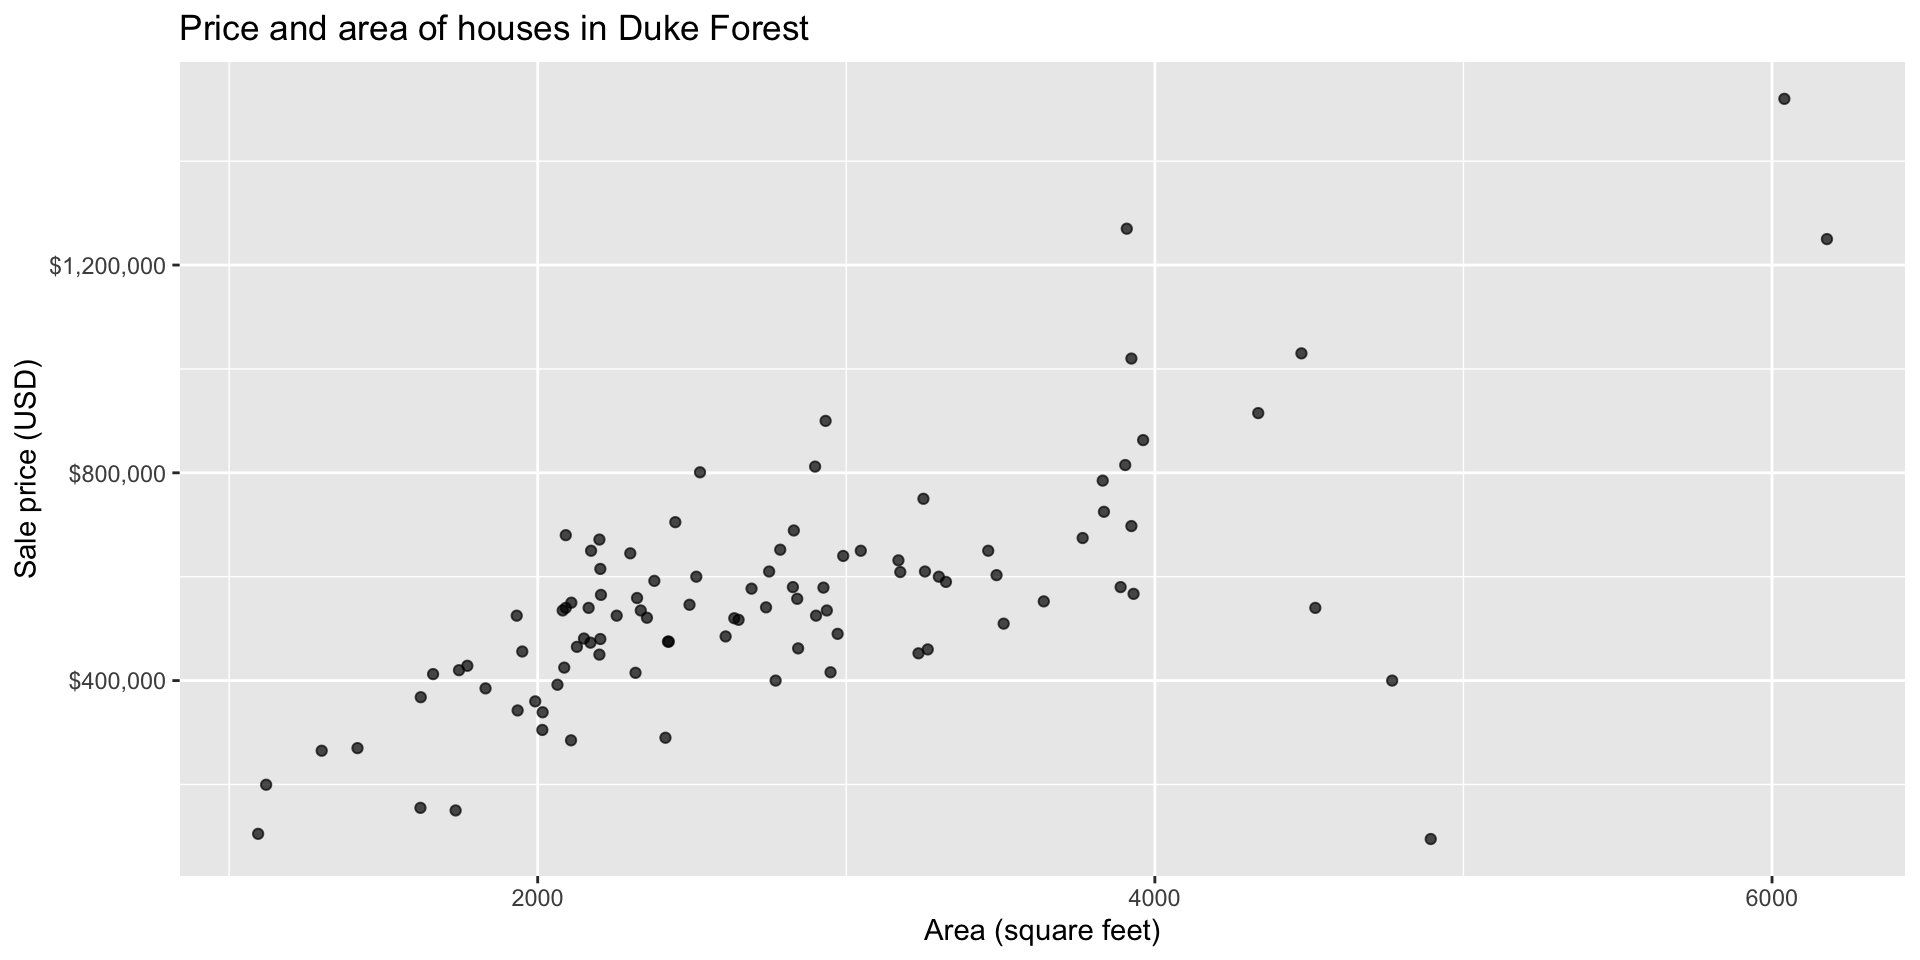 Price and area of houses in Duke Forest
Sale price (USD)
$1,200,000
$800,000
$400,000
2000 4000 6000
Area (square feet)